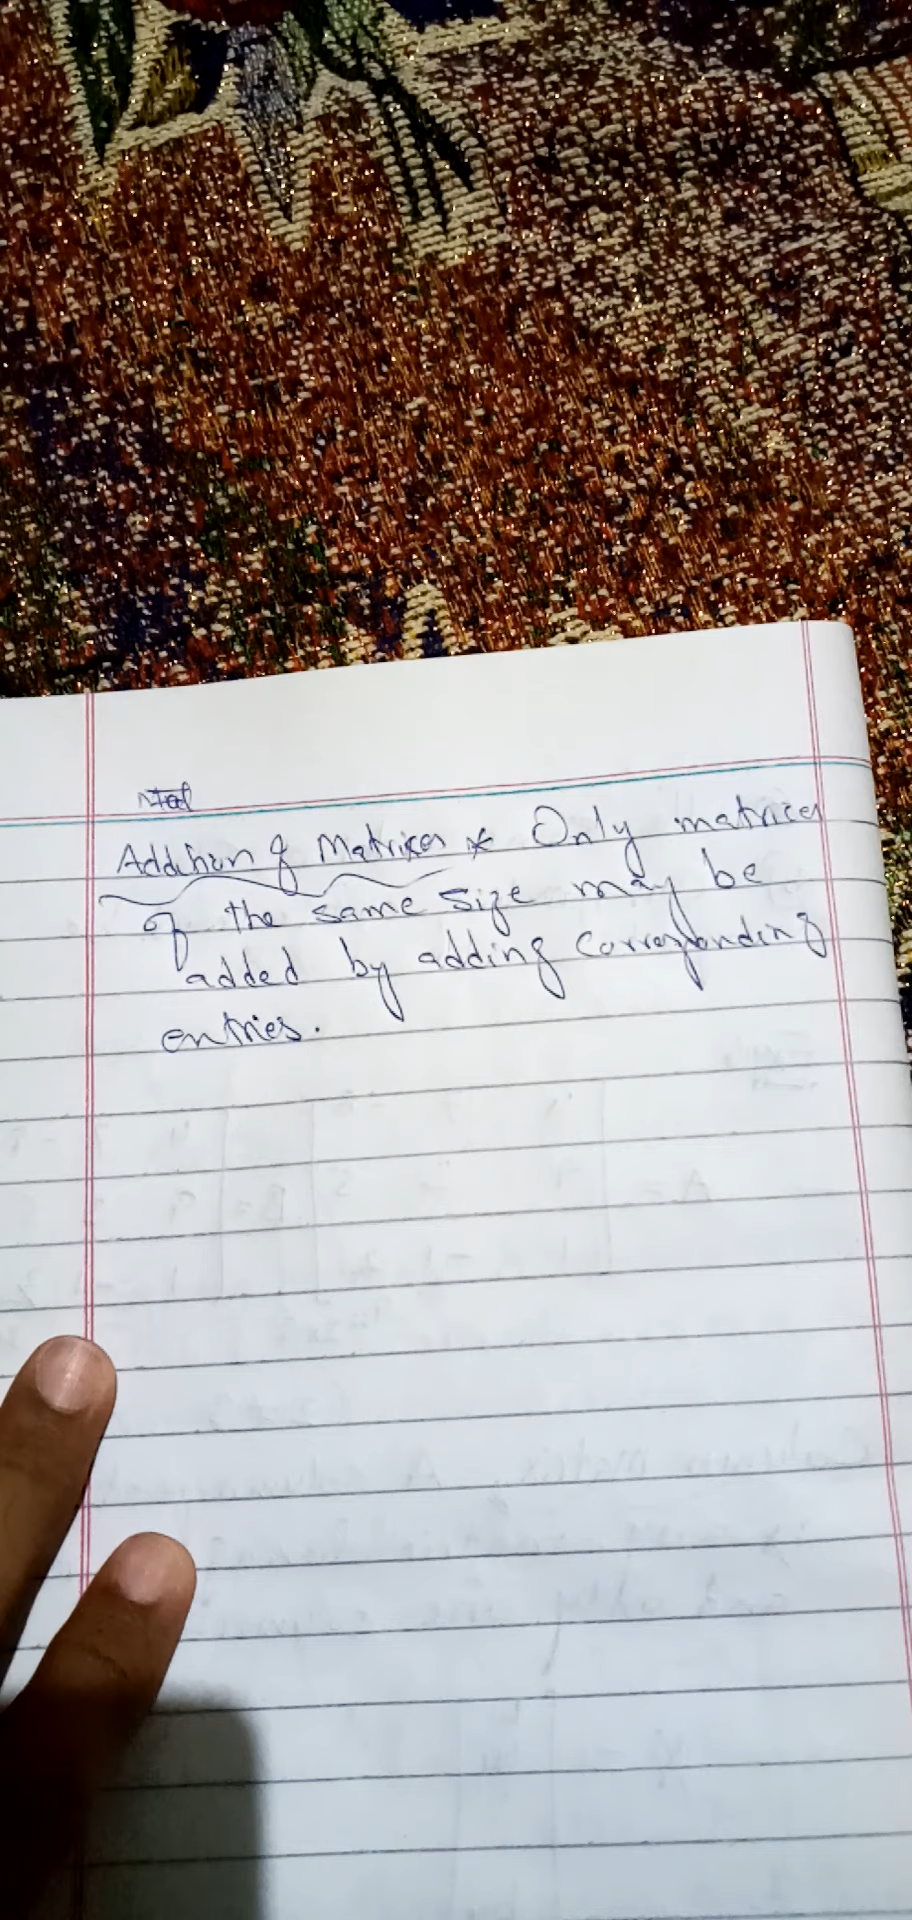 Addition of Matrices * Only matrices
of the same size may be
added by adding corresponding
entries.